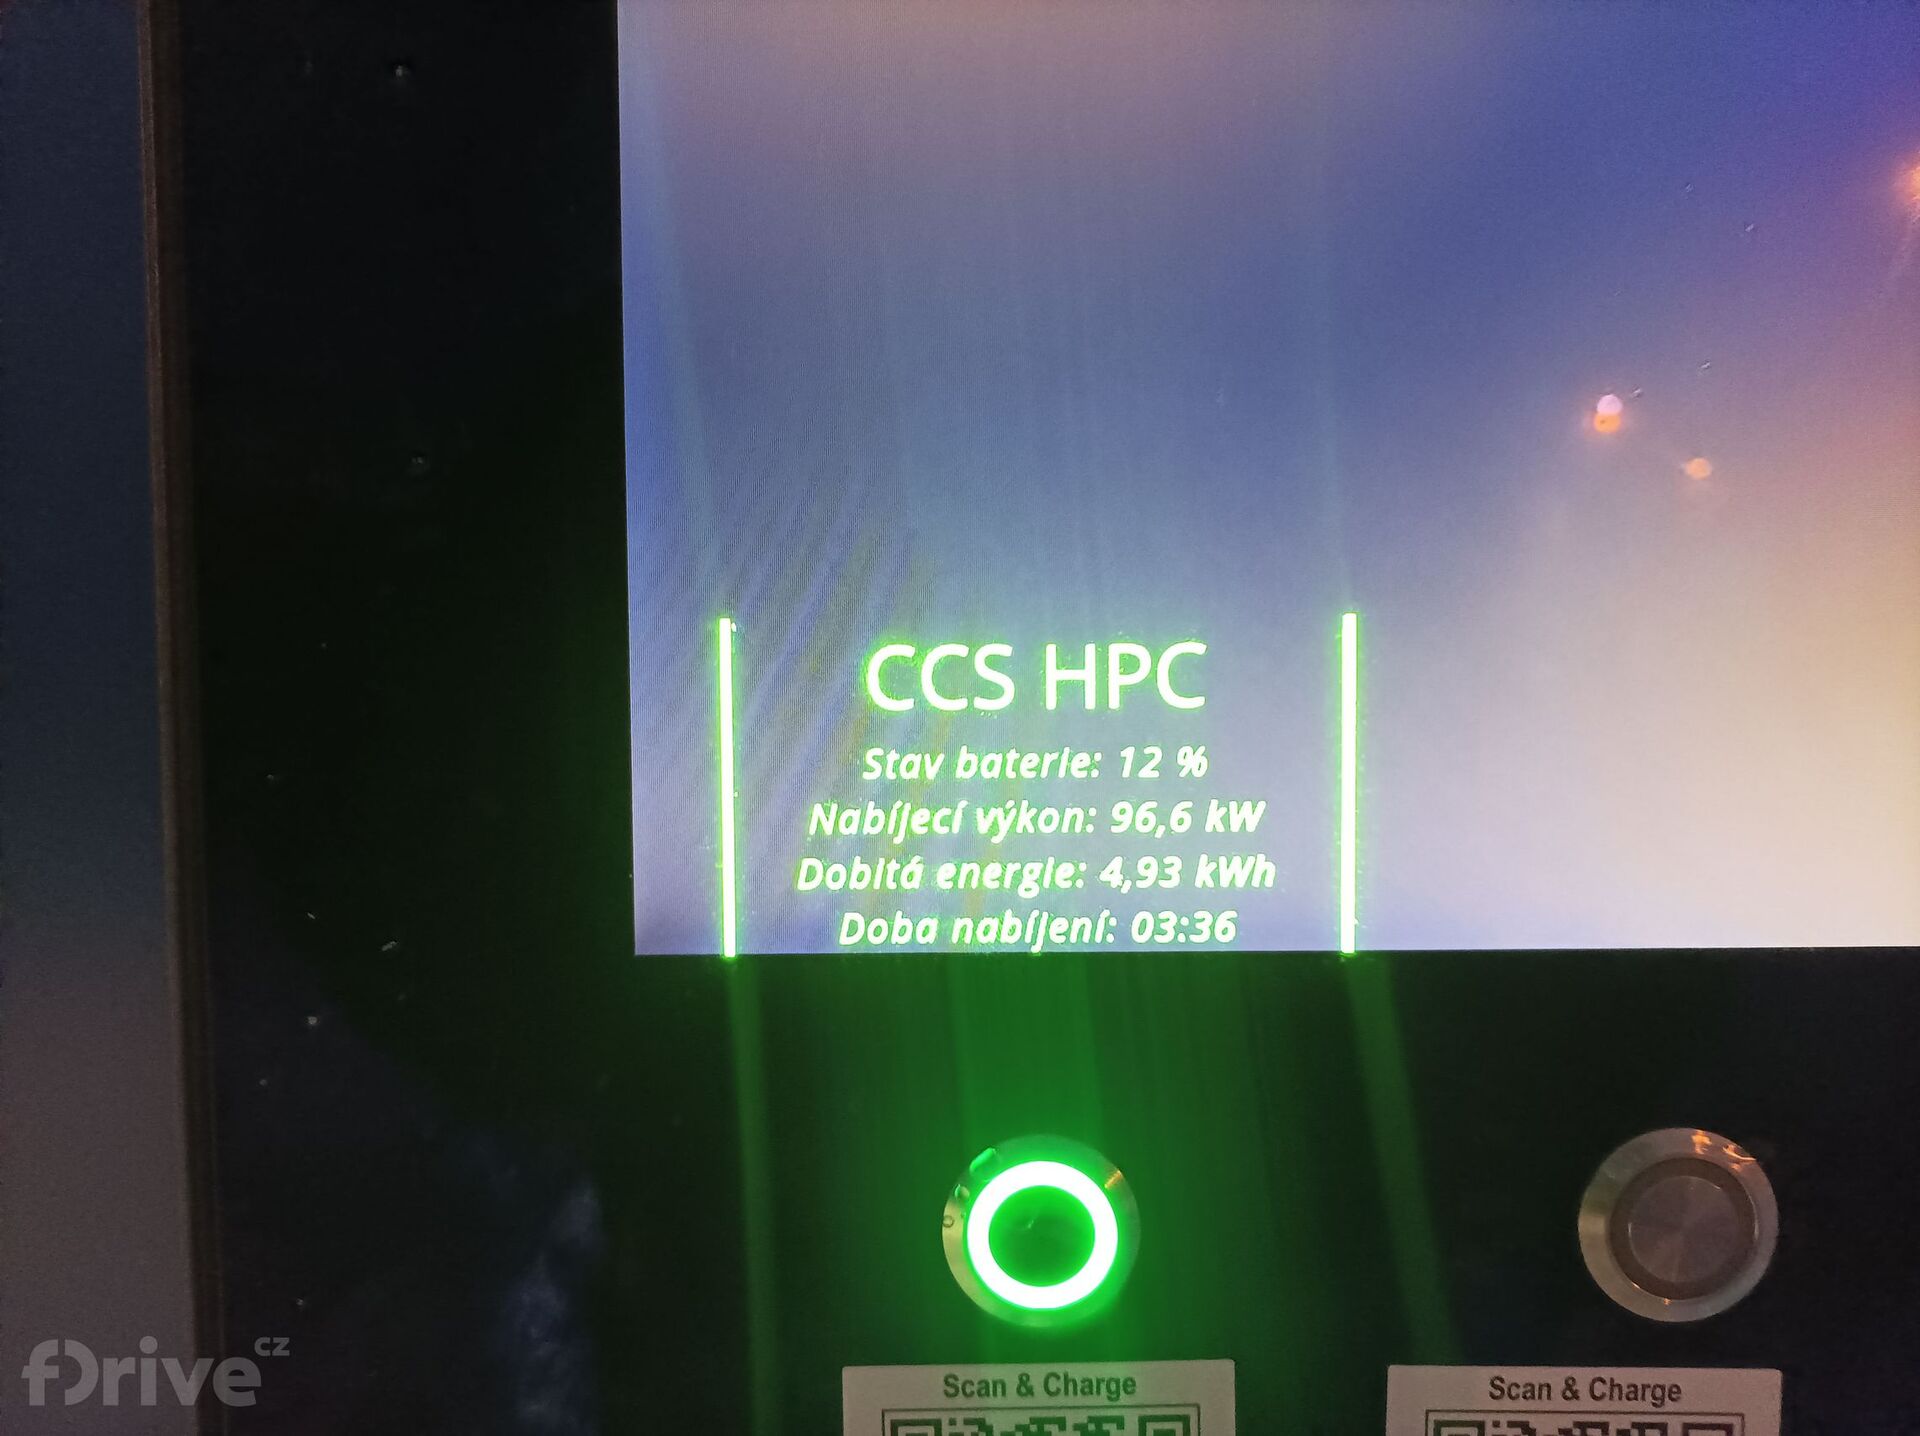 CCS HPC
Stav baterie: 12 %
Nabíjecí výkon: 96,6 kW
Dobitá energie: 4,93 kWh
Doba nabíjení: 03:36
Scan & Charge
Scan & Charge
fDrive cz